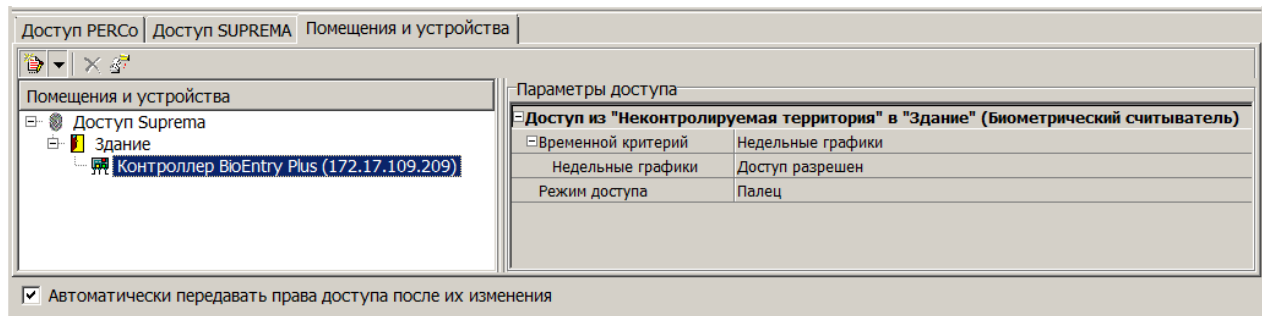 Доступ PERCo Доступ SUPREMA Помещения и устройства
Помещения и устройства
Доступ Suprema
Здание
Контроллер BioEntry Plus (172.17.109.209)
Параметры доступа
Доступ из "Неконтролируемая территория" в "Здание" (Биометрический считыватель)
Временной критерий Недельные графики
Недельные графики Доступ разрешен
Режим доступа Палец
Автоматически передавать права доступа после их изменения